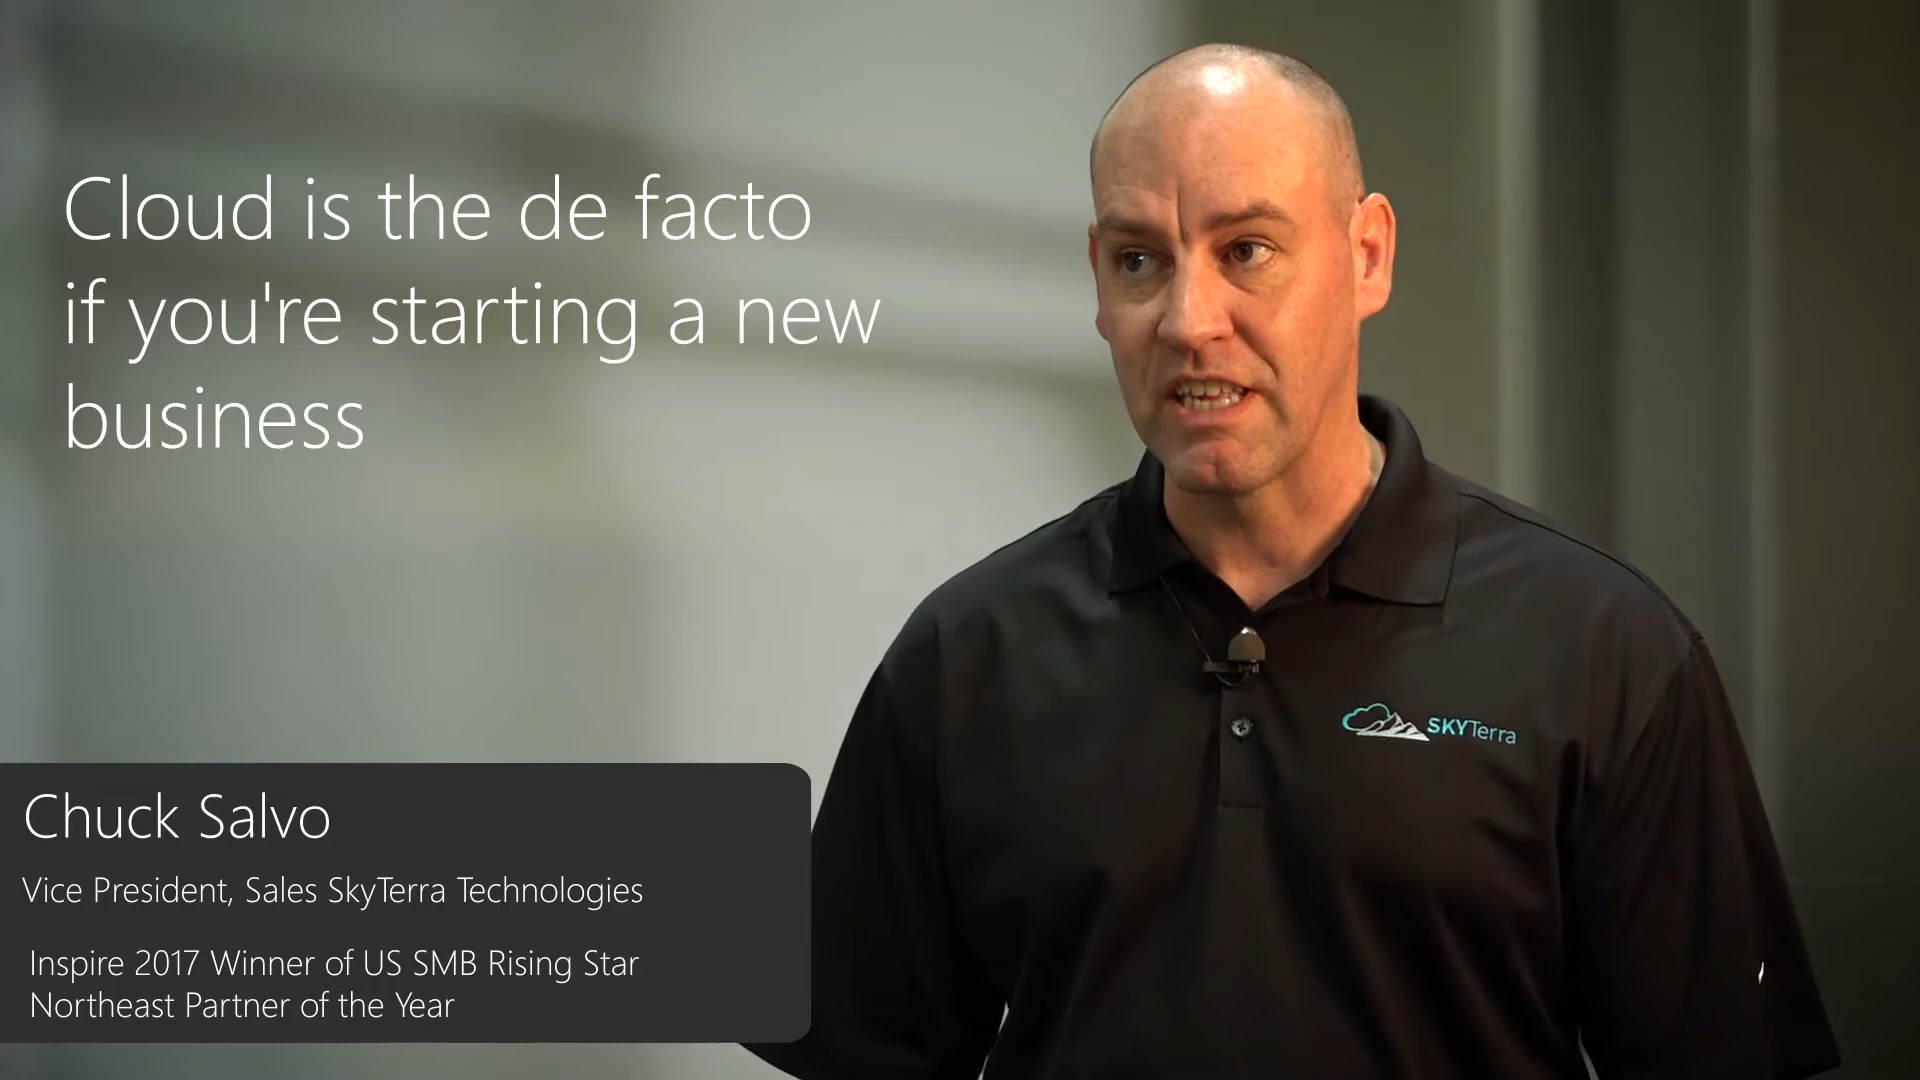 Cloud is the de facto
if you're starting a new
business
SKYTerra
Chuck Salvo
Vice President, Sales SkyTerra Technologies
Inspire 2017 Winner of US SMB Rising Star
Northeast Partner of the Year